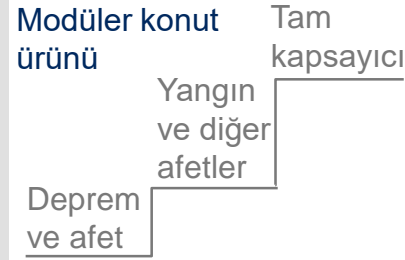 Modüler konut
ürünü
Tam
kapsayıcı
Yangın
ve diğer
afetler
Deprem
ve afet